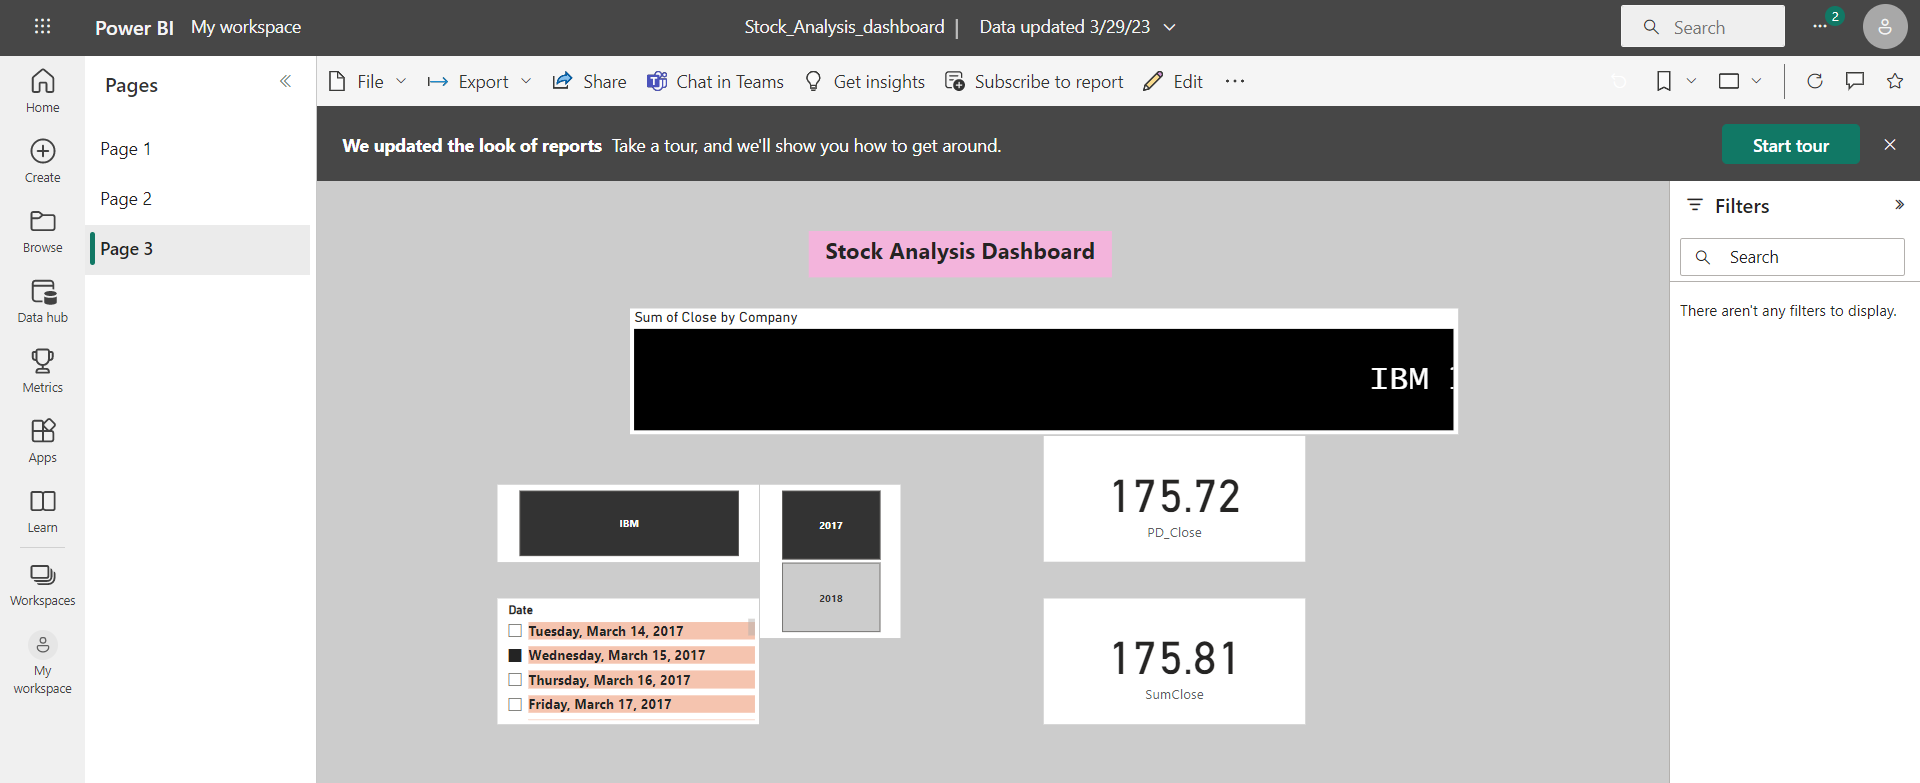 Power BI My workspace
Stock_Analysis_dashboard | Data updated 3/29/23
Search
2
Home
Create
Browse
Data hub
Metrics
Apps
Learn
Workspaces
My
workspace
Pages
Page 1
Page 2
Page 3
File Export Share Chat in Teams Get insights Subscribe to report Edit
We updated the look of reports Take a tour, and we'll show you how to get around.
Start tour
Stock Analysis Dashboard
Sum of Close by Company
IBM
IBM
2017
2018
Date
Tuesday, March 14, 2017
Wednesday, March 15, 2017
Thursday, March 16, 2017
Friday, March 17, 2017
175.72
PD_Close
175.81
SumClose
Filters
Search
There aren't any filters to display.